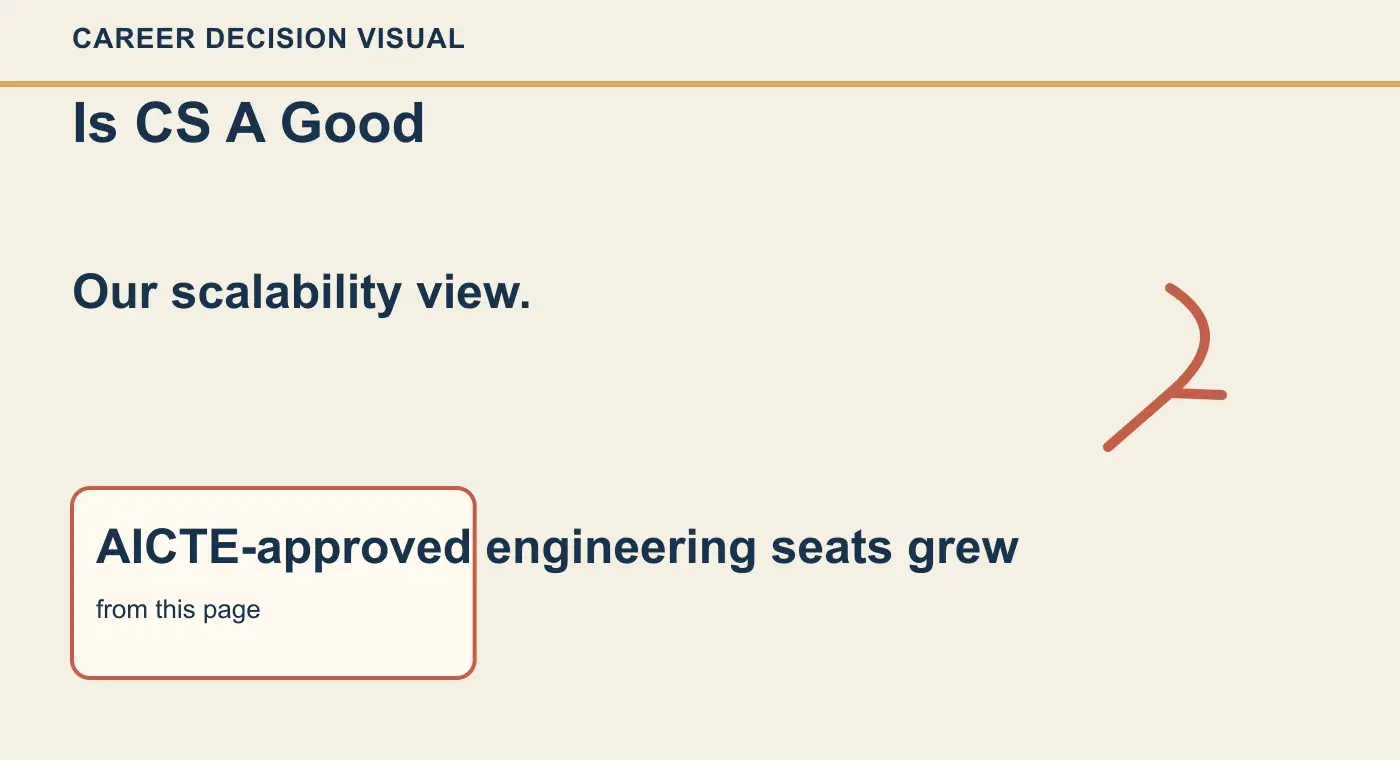 CAREER DECISION VISUAL
Is CS A Good
Our scalability view.
AICTE-approved engineering seats grew
from this page